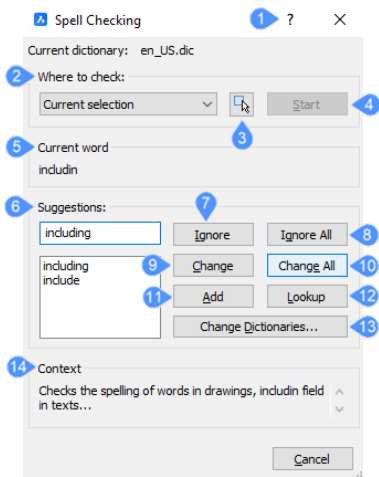 Spell Checking 1 ?
Current dictionary: en_US.dic
2 Where to check:
Current selection Start 4
3
5 Current word
includin
7
6 Suggestions:
including Ignore Ignore All 8
including 9 Change Change All 10
include
11 Add Lookup 12
Change Dictionaries... 13
14 Context
Checks the spelling of words in drawings, includin field
in texts...
Cancel